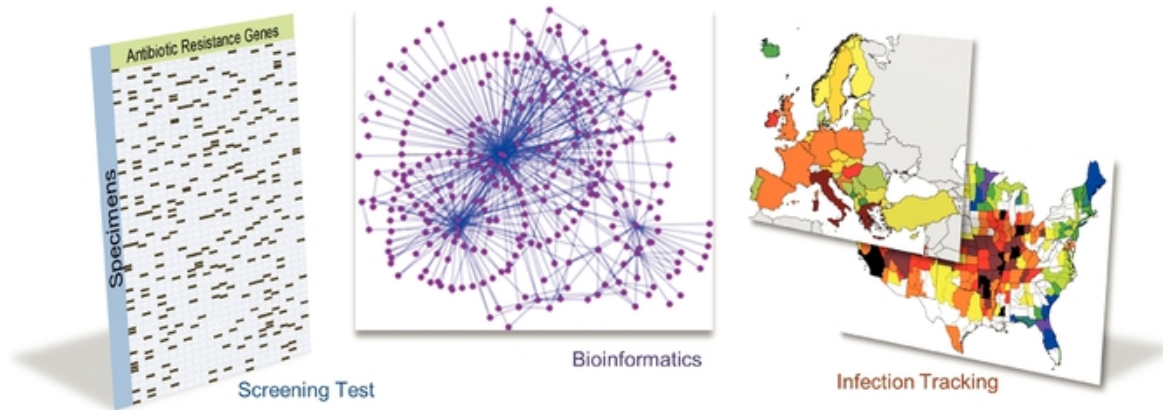 Antibiotic Resistance Genes
Specimens
Screening Test
Bioinformatics
Infection Tracking